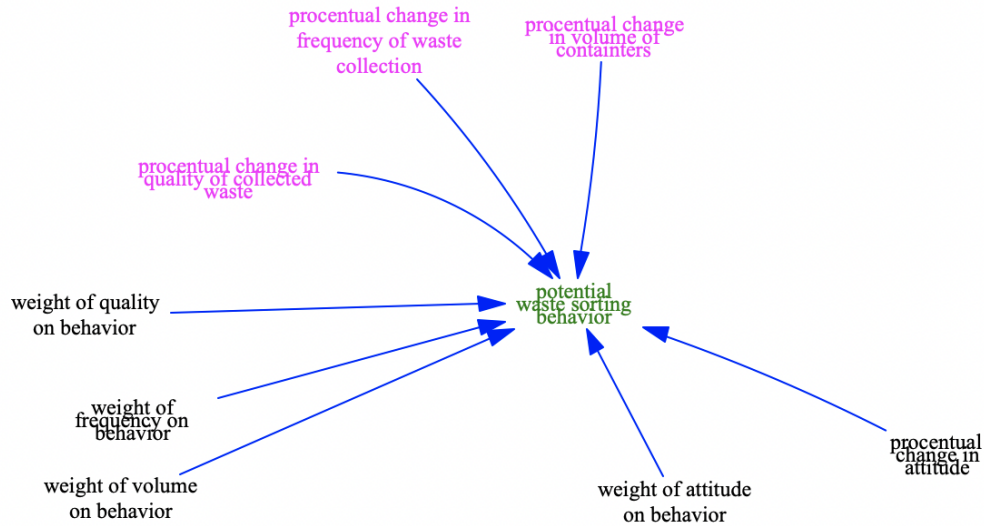 procentual change in
frequency of waste
collection
procentual change
in volume of
containters
procentual change in
quality of collected
waste
potential
waste sorting
behavior
weight of quality
on behavior
weight of
frequency on
behavior
weight of volume
on behavior
weight of attitude
on behavior
procentual
change in
attitude